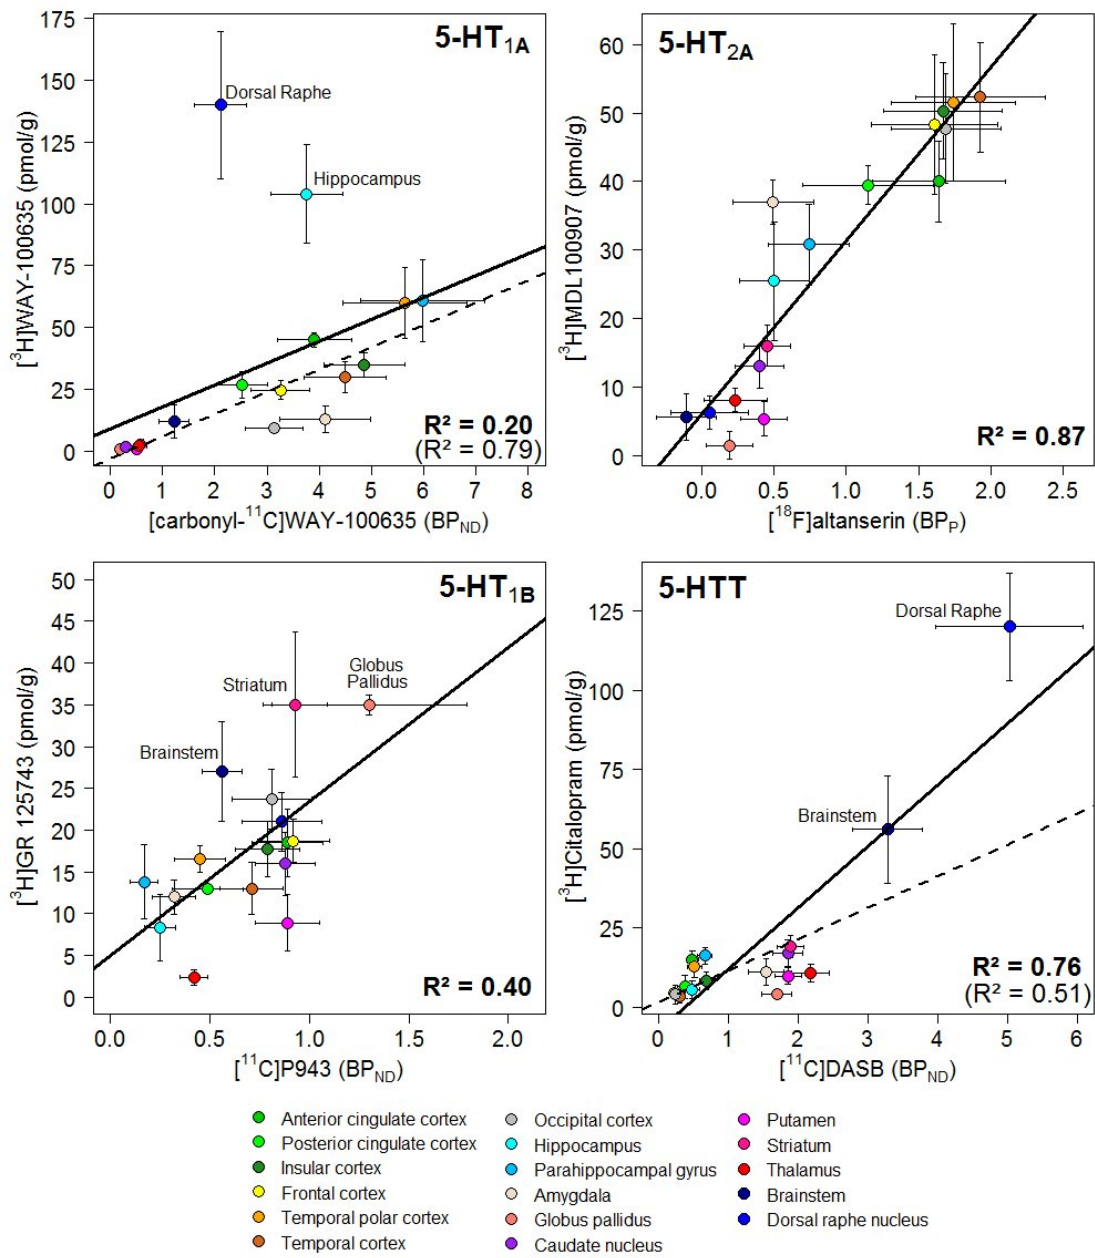 5-HT1A
175
150
125
100
75
50
25
0
[³H]WAY-100635 (pmol/g)
Dorsal Raphe
Hippocampus
R² = 0.20
(R² = 0.79)
0 1 2 3 4 5 6 7 8
[carbonyl-¹¹C]WAY-100635 (BPND)
5-HT2A
60
50
40
30
20
10
0
[³H]MDL100907 (pmol/g)
R² = 0.87
0.0 0.5 1.0 1.5 2.0 2.5
[¹⁸F]altanserin (BPP)
5-HT1B
50
45
40
35
30
25
20
15
10
5
0
[³H]GR 125743 (pmol/g)
Globus
Pallidus
Striatum
Brainstem
R² = 0.40
0.0 0.5 1.0 1.5 2.0
[¹¹C]P943 (BPND)
5-HTT
125
100
75
50
25
0
[³H]Citalopram (pmol/g)
Dorsal Raphe
Brainstem
R² = 0.76
(R² = 0.51)
0 1 2 3 4 5 6
[¹¹C]DASB (BPND)
Anterior cingulate cortex
Posterior cingulate cortex
Insular cortex
Frontal cortex
Temporal polar cortex
Temporal cortex
Occipital cortex
Hippocampus
Parahippocampal gyrus
Amygdala
Globus pallidus
Caudate nucleus
Putamen
Striatum
Thalamus
Brainstem
Dorsal raphe nucleus